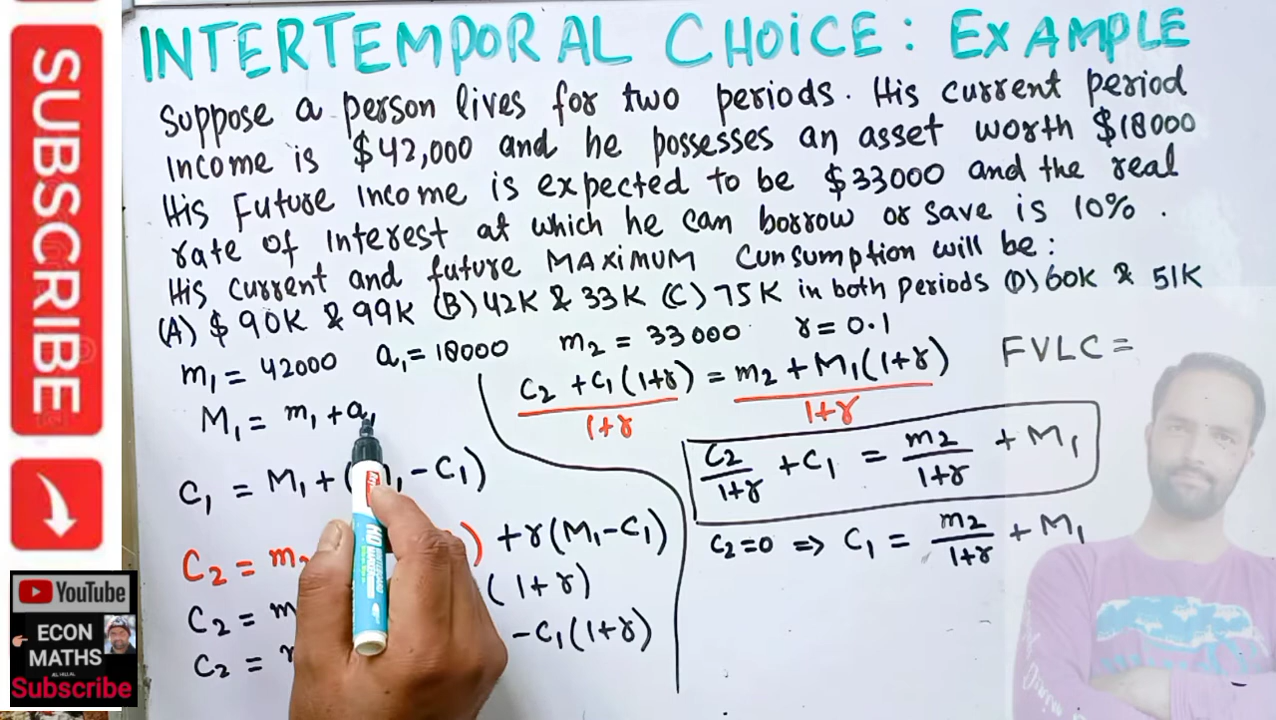 INTERTEMPORAL CHOICE: EXAMPLE
Suppose a person lives for two periods. His current period
income is $42,000 and he possesses an asset worth $18000
His Future Income is expected to be $33000 and the real
rate of interest at which he can borrow or save is 10%.
His current and future MAXIMUM Consumption will be:
(A) $90K & 99K (B) 42K & 33K (C) 75K in both Periods (D) 60K & 51K
m₁ = 42000 a₁ = 18000 m₂ = 33000 r = 0.1
M₁ = m₁ + a₁
C₁ = M₁ + ( - C₁)
C₂ = m₂ ) + r(M₁ - C₁)
C₂ = m (1+r)
C₂ = - C₁(1+r)
C₂ + C₁(1+r) = m₂ + M₁(1+r)
1+r 1+r
C₂/1+r + C₁ = m₂/1+r + M₁
C₂=0 ⇒ C₁ = m₂/1+r + M₁
FVLC =
SUBSCRIBE
YouTube
ECON
MATHS
Subscribe